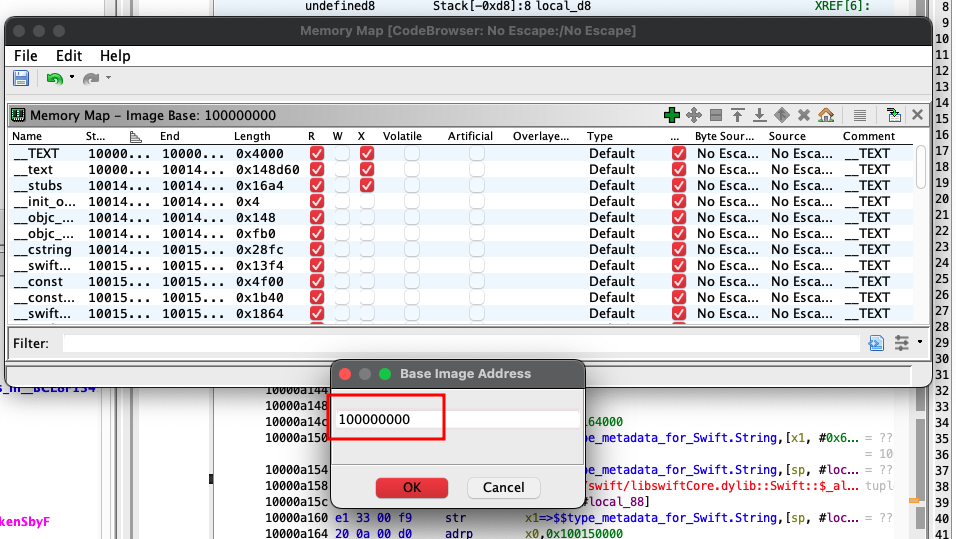 undefined8 Stack[-0xd8]:8 local_d8 XREF[6]: 8
9
Memory Map [CodeBrowser: No Escape:/No Escape] 10
File Edit Help 11
12
13
14
Memory Map - Image Base: 100000000 15
Name St... End Length R W X Volatile Artificial Overlaye... Type ... Byte Sour... Source Comment 16
__TEXT 10000... 10000... 0x4000 Default No Esca... No Esca... __TEXT 17
__text 10000... 10014... 0x148d60 Default No Esca... No Esca... __TEXT 18
__stubs 10014... 10014... 0x16a4 Default No Esca... No Esca... __TEXT 19
__init_o... 10014... 10014... 0x4 Default No Esca... No Esca... __TEXT 20
__objc_... 10014... 10014... 0x148 Default No Esca... No Esca... __TEXT 21
__objc_... 10014... 10014... 0xfb0 Default No Esca... No Esca... __TEXT 22
__cstring 10014... 10015... 0x28fc Default No Esca... No Esca... __TEXT 23
__swift... 10015... 10015... 0x13f4 Default No Esca... No Esca... __TEXT 24
__const 10015... 10015... 0x4f00 Default No Esca... No Esca... __TEXT 25
__const... 10015... 10015... 0x1b40 Default No Esca... No Esca... __TEXT 26
__swift... 10015... 10015... 0x1864 Default No Esca... No Esca... __TEXT 27
28
Filter: 29
30
Base Image Address 31
10000a144 32
10000a148 33
100000000
10000a14c 64000 34
10000a150 pe_metadata_for_Swift.String,[x1, #0x6... = ?? 35
= 10 36
10000a154 pe_metadata_for_Swift.String,[sp, #loc... = ?? 37
10000a158 /swift/libswiftCore.dylib::Swift::$_al... tupl 38
OK Cancel
10000a15c #local_88] 39
kenSbyF 10000a160 e1 33 00 f9 str x1=>$$type_metadata_for_Swift.String,[sp, #loc... = ?? 40
10000a164 20 0a 00 d0 adrp x0,0x100150000 41